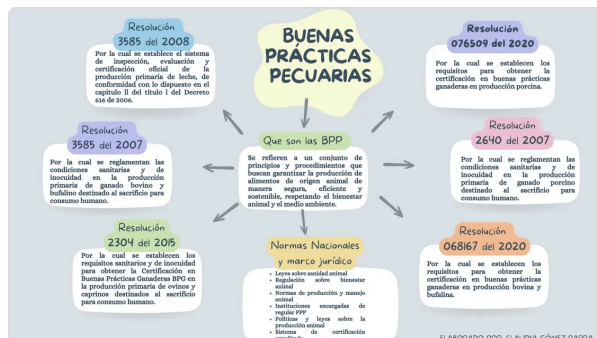 BUENAS
PRÁCTICAS
PECUARIAS
Resolución
3585 del 2008
Por la cual se establece el sistema
de inspección, evaluación y
certificación oficial de la
producción primaria de leche, de
conformidad con lo dispuesto en el
capítulo II del título I del Decreto
616 de 2006.
Resolución
076509 del 2020
Por la cual se establecen los
requisitos para obtener la
certificación en buenas prácticas
ganaderas en producción porcina.
Resolución
3585 del 2007
Por la cual se reglamentan las
condiciones sanitarias y de
inocuidad en la producción
primaria de ganado bovino y
bufalino destinado al sacrificio para
consumo humano.
Que son las BPP
Se refieren a un conjunto de
principios y procedimientos que
buscan garantizar la producción de
alimentos de origen animal de
manera segura, eficiente y
sostenible, respetando el bienestar
animal y el medio ambiente.
Resolución
2640 del 2007
Por la cual se reglamentan las
condiciones sanitarias y de
inocuidad en la producción
primaria de ganado porcino
destinado al sacrificio para
consumo humano.
Resolución
2304 del 2015
Por la cual se establecen los
requisitos sanitarios y de inocuidad
para obtener la Certificación en
Buenas Prácticas Ganaderas BPG en
la producción primaria de ovinos y
caprinos destinados al sacrificio
para consumo humano.
Normas Nacionales
y marco jurídico
• Leyes sobre sanidad animal
• Regulación sobre bienestar
animal
• Normas de producción y manejo
animal
• Instituciones encargadas de
regular PPP
• Políticas y leyes sobre la
producción animal
• Sistema de certificación
Resolución
068167 del 2020
Por la cual se establecen los
requisitos para obtener la
certificación en buenas prácticas
ganaderas en producción bovina y
bufalina.
ELABORADO POR: CLAUDIA GÓMEZ PARRA